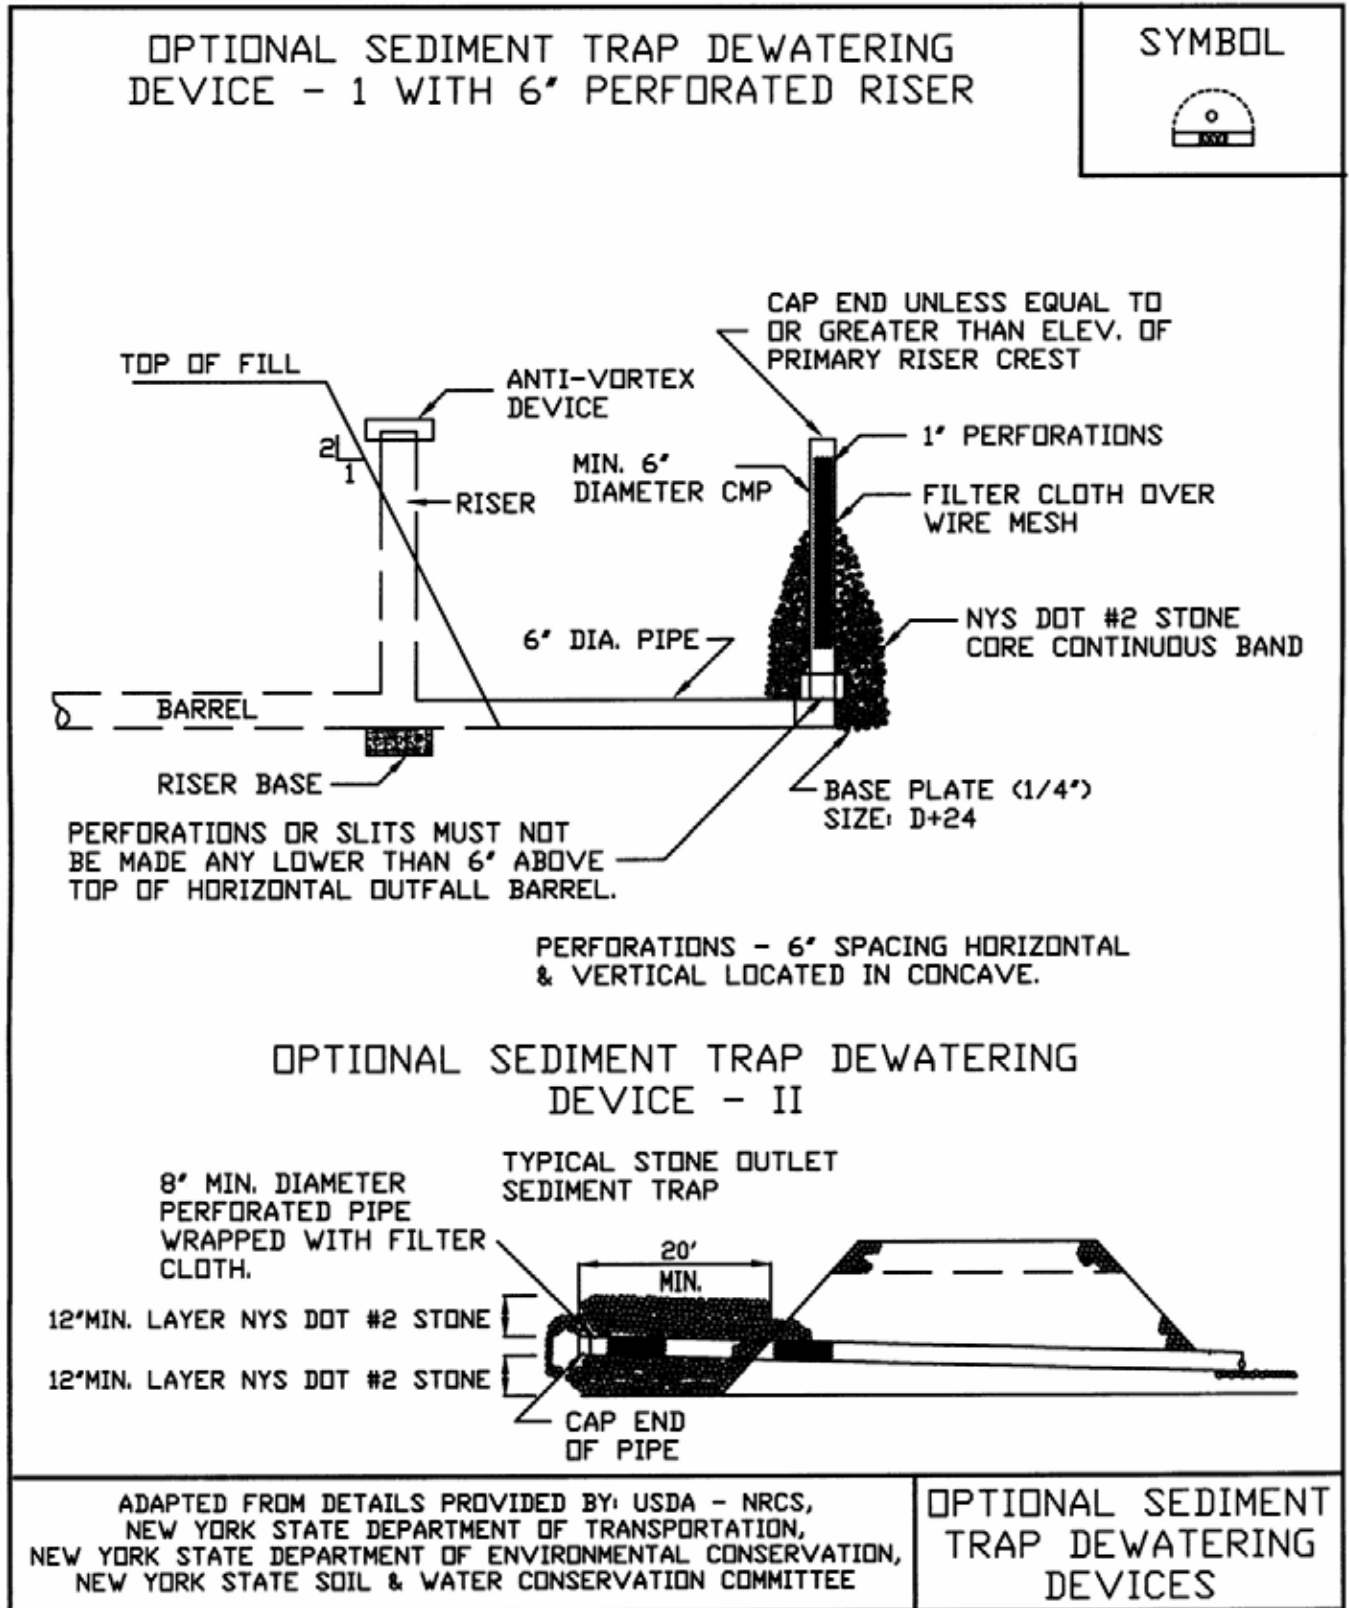 OPTIONAL SEDIMENT TRAP DEWATERING
DEVICE - 1 WITH 6" PERFORATED RISER
SYMBOL
CAP END UNLESS EQUAL TO
OR GREATER THAN ELEV. OF
PRIMARY RISER CREST
TOP OF FILL
ANTI-VORTEX
DEVICE
2
1
1" PERFORATIONS
MIN. 6"
DIAMETER CMP
RISER
FILTER CLOTH OVER
WIRE MESH
NYS DOT #2 STONE
CORE CONTINUOUS BAND
6" DIA. PIPE
BARREL
RISER BASE
BASE PLATE (1/4")
SIZE: D+24
PERFORATIONS OR SLITS MUST NOT
BE MADE ANY LOWER THAN 6" ABOVE
TOP OF HORIZONTAL OUTFALL BARREL.
PERFORATIONS - 6" SPACING HORIZONTAL
& VERTICAL LOCATED IN CONCAVE.
OPTIONAL SEDIMENT TRAP DEWATERING
DEVICE - II
TYPICAL STONE OUTLET
SEDIMENT TRAP
8" MIN. DIAMETER
PERFORATED PIPE
WRAPPED WITH FILTER
CLOTH.
20'
MIN.
12"MIN. LAYER NYS DOT #2 STONE
12"MIN. LAYER NYS DOT #2 STONE
CAP END
OF PIPE
ADAPTED FROM DETAILS PROVIDED BY: USDA - NRCS,
NEW YORK STATE DEPARTMENT OF TRANSPORTATION,
NEW YORK STATE DEPARTMENT OF ENVIRONMENTAL CONSERVATION,
NEW YORK STATE SOIL & WATER CONSERVATION COMMITTEE
OPTIONAL SEDIMENT
TRAP DEWATERING
DEVICES